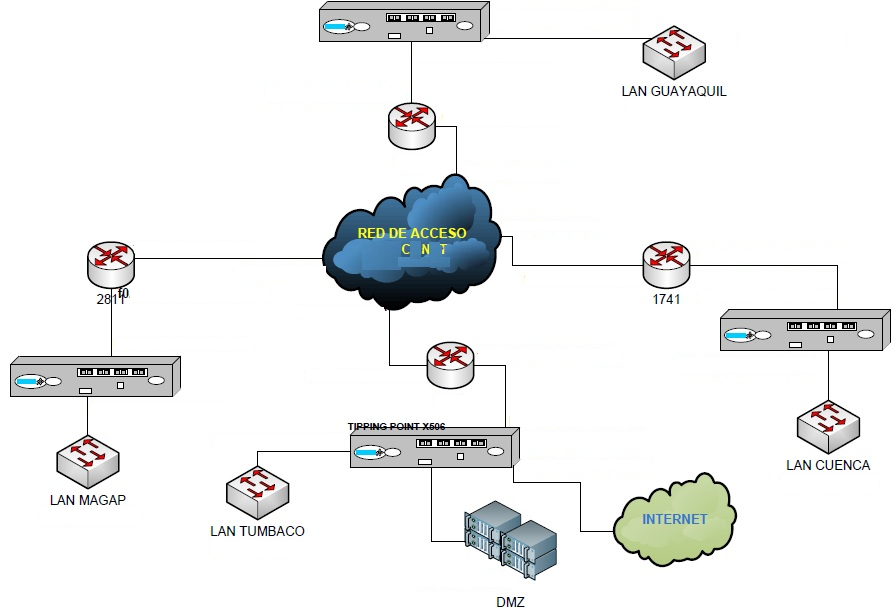 LAN GUAYAQUIL
RED DE ACCESO
C N T
2811
f0
1741
TIPPING POINT X506
LAN MAGAP
LAN TUMBACO
LAN CUENCA
INTERNET
DMZ